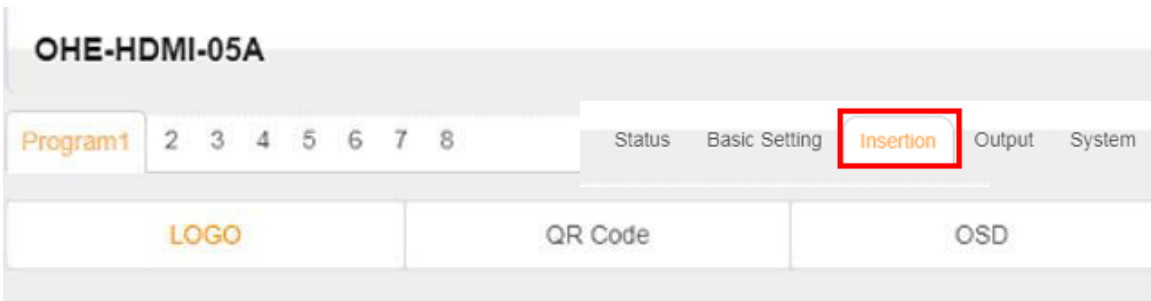 OHE-HDMI-05A
Program1 2 3 4 5 6 7 8
Status Basic Setting Insertion Output System
LOGO QR Code OSD